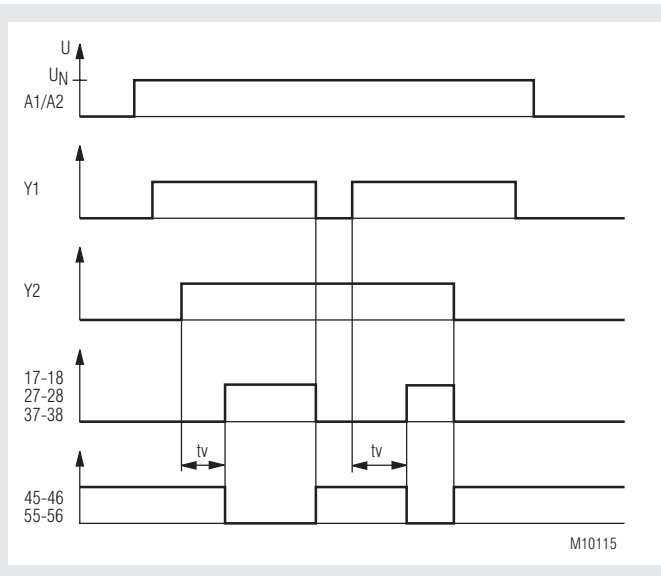 U
UN
A1/A2
Y1
Y2
17-18
27-28
37-38
tv
tv
45-46
55-56
M10115